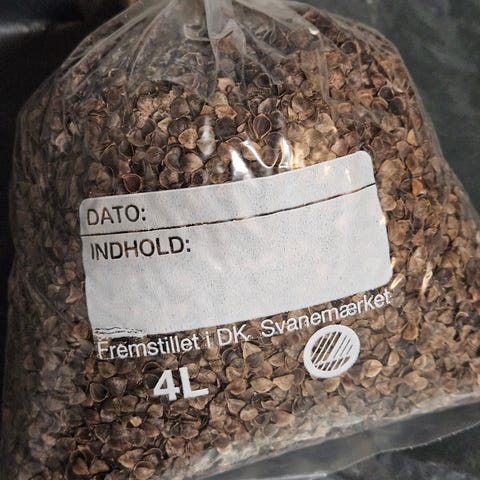 DATO:
INDHOLD:
Fremstillet i DK. Svanemærket
4L